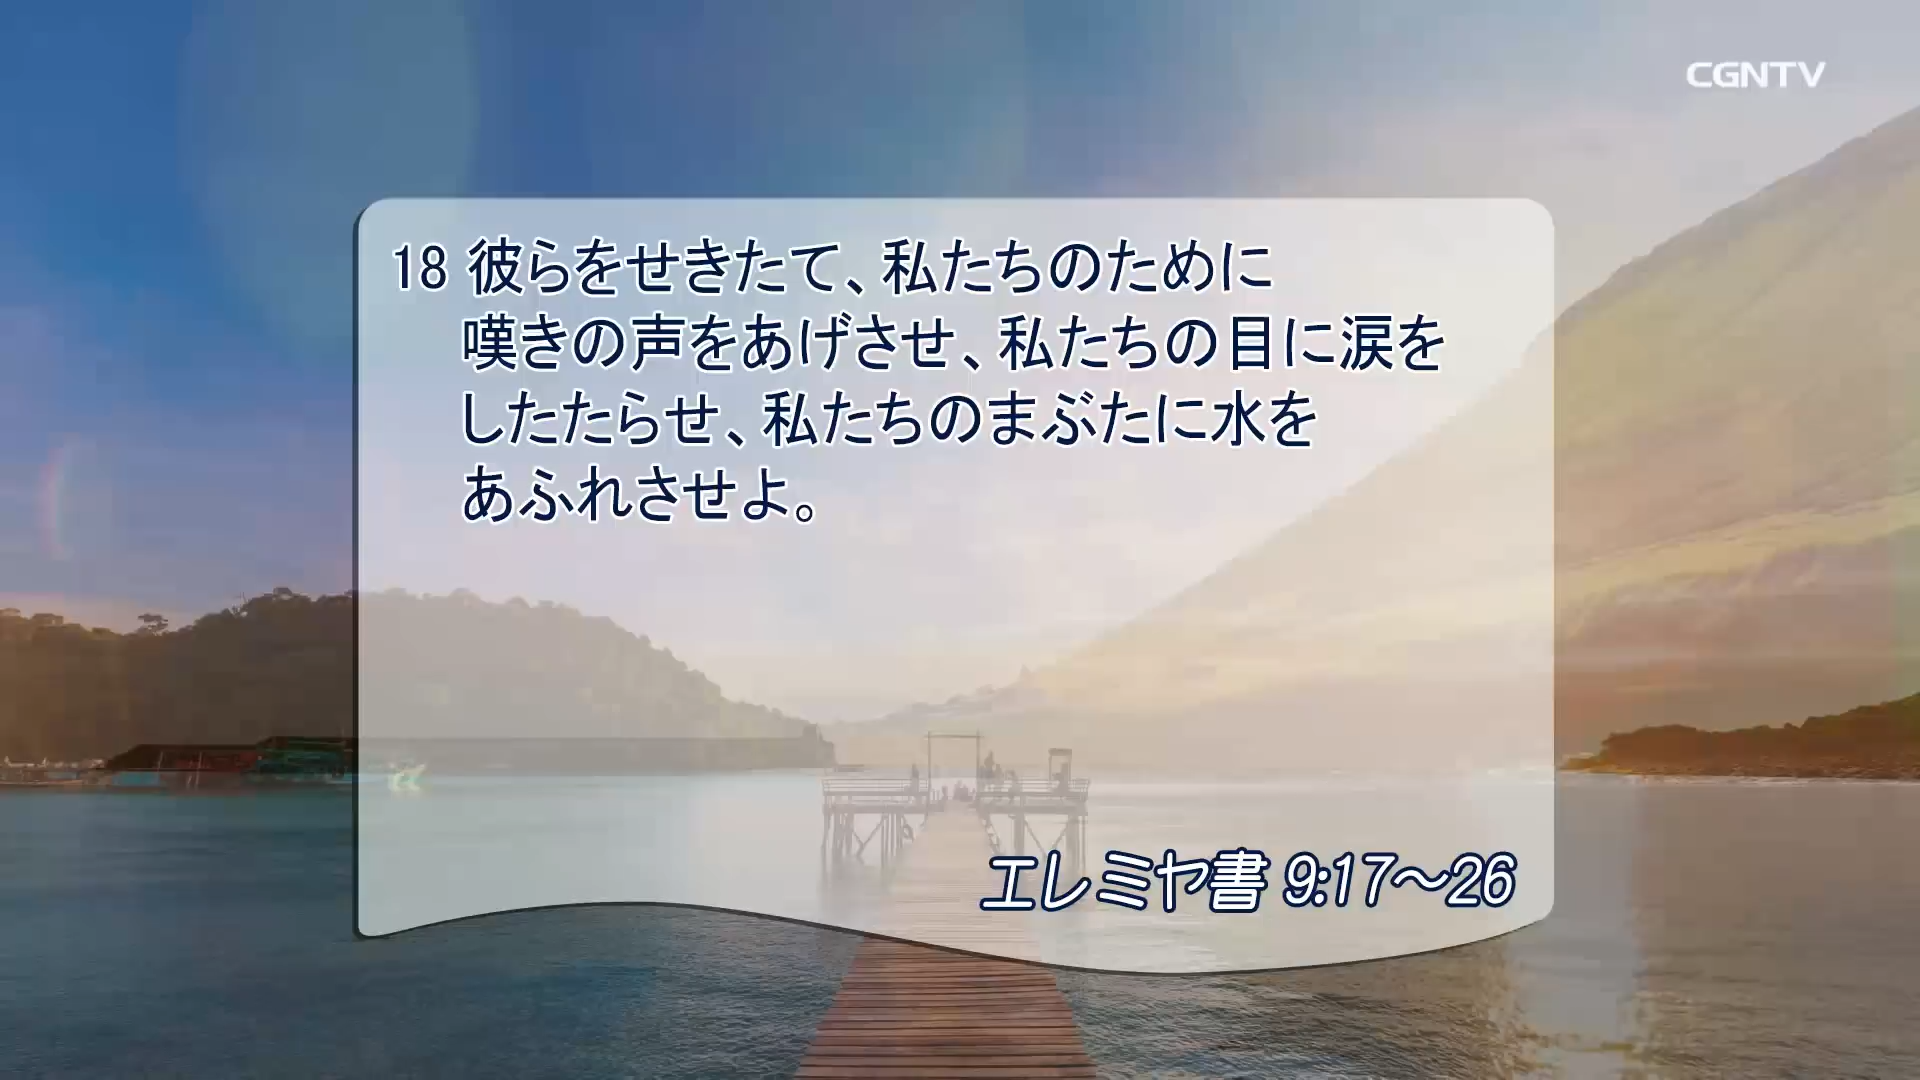 CGNTV
18 彼らをせきたて、私たちのために
嘆きの声をあげさせ、私たちの目に涙を
したたらせ、私たちのまぶたに水を
あふれさせよ。
エレミヤ書 9:17～26